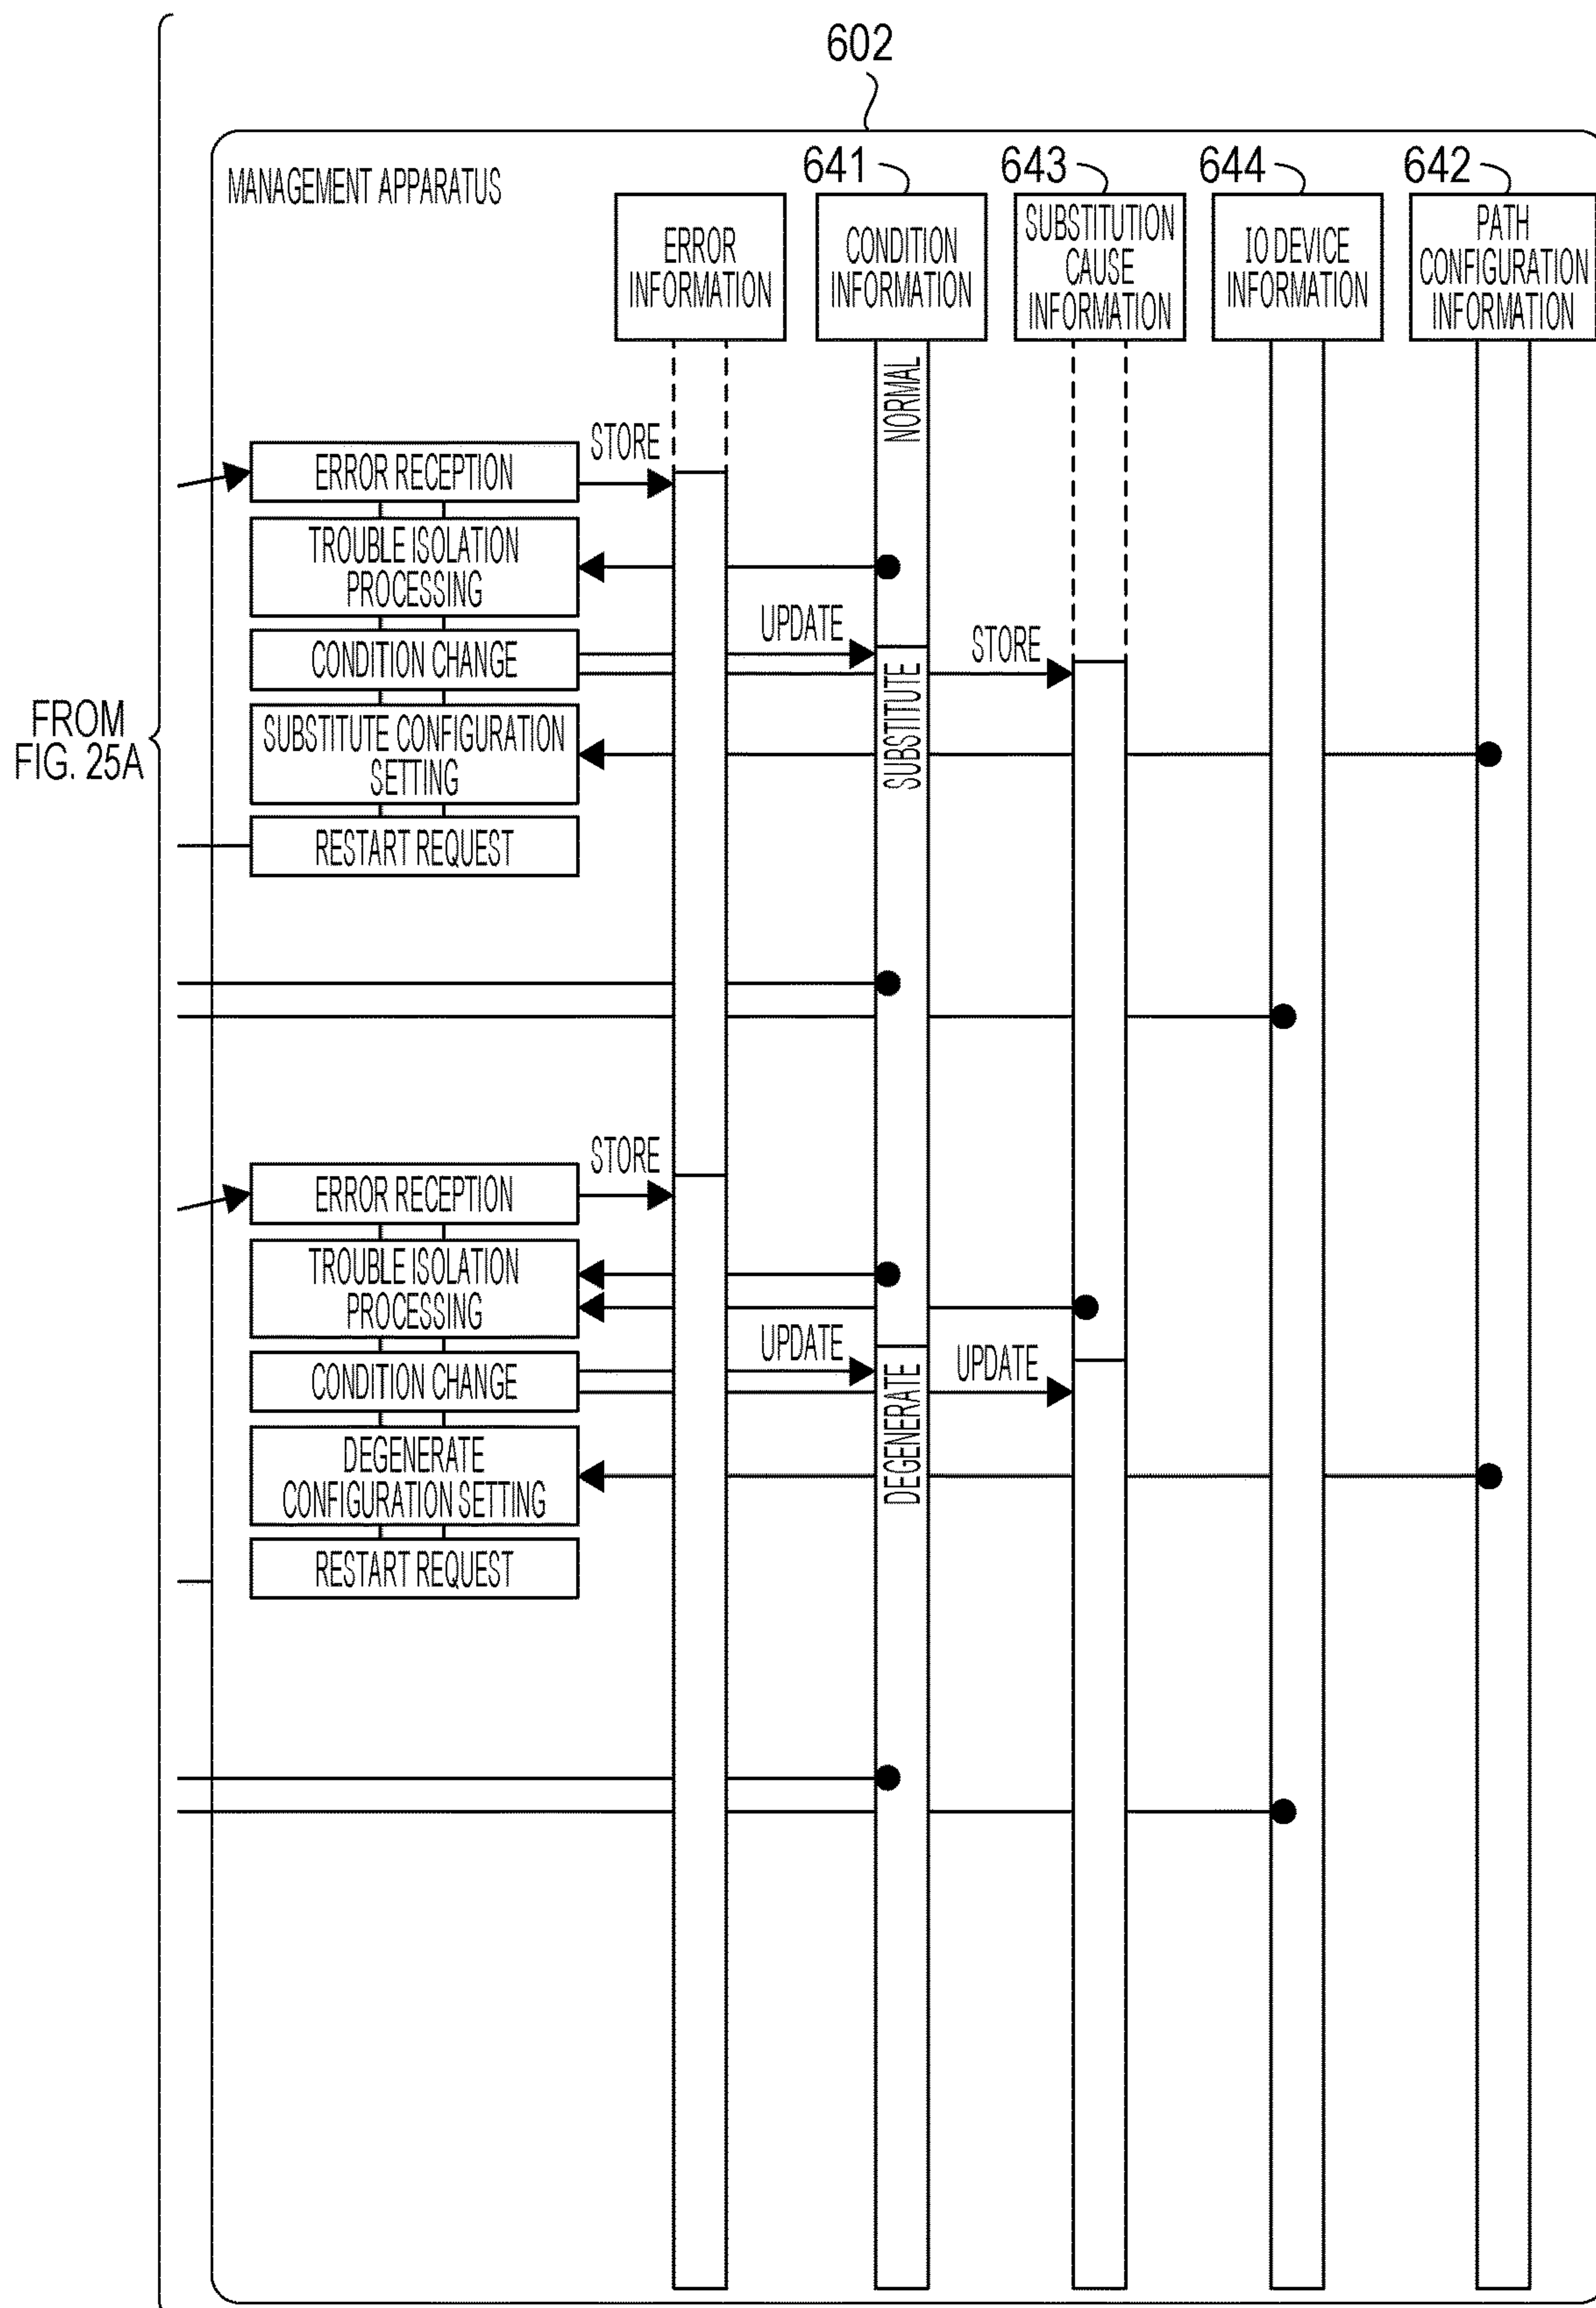 602
641
643
644
642
MANAGEMENT APPARATUS
ERROR
INFORMATION
CONDITION
INFORMATION
SUBSTITUTION
CAUSE
INFORMATION
IO DEVICE
INFORMATION
PATH
CONFIGURATION
INFORMATION
NORMAL
STORE
ERROR RECEPTION
TROUBLE ISOLATION
PROCESSING
UPDATE
STORE
CONDITION CHANGE
SUBSTITUTE
FROM
FIG. 25A
SUBSTITUTE CONFIGURATION
SETTING
RESTART REQUEST
STORE
ERROR RECEPTION
TROUBLE ISOLATION
PROCESSING
UPDATE
UPDATE
CONDITION CHANGE
DEGENERATE
DEGENERATE
CONFIGURATION SETTING
RESTART REQUEST